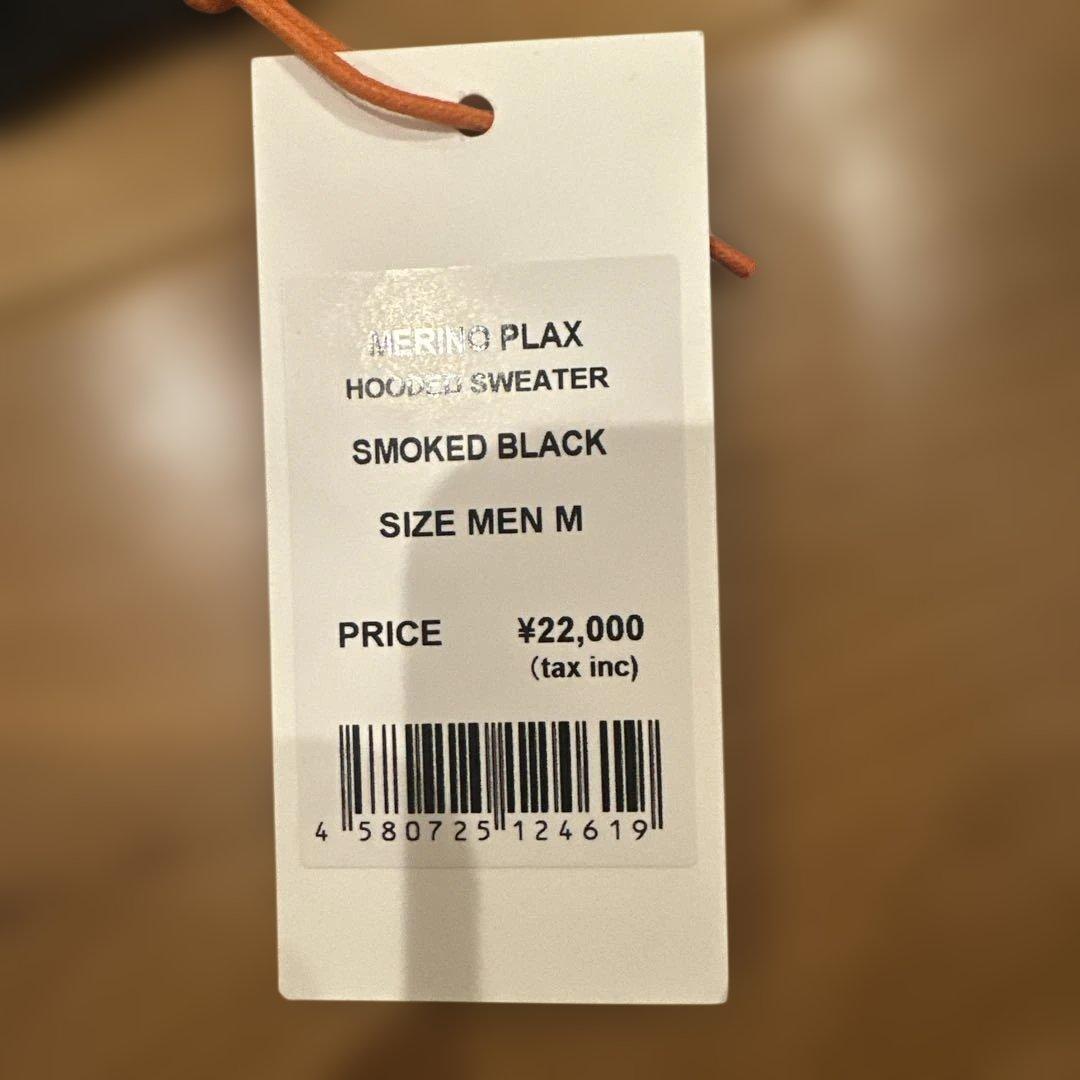 MERINO PLAX
HOODED SWEATER
SMOKED BLACK
SIZE MEN M
PRICE ¥22,000
(tax inc)
4 580725 124619